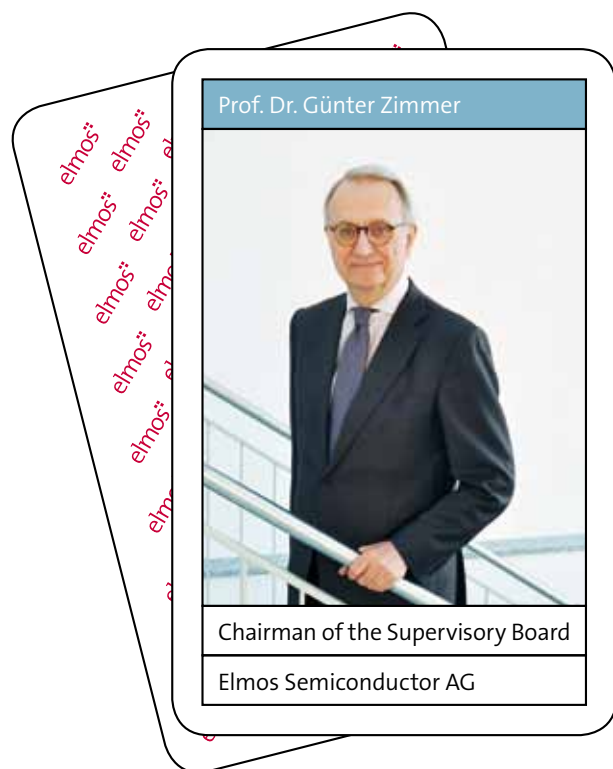 Prof. Dr. Günter Zimmer
Chairman of the Supervisory Board
Elmos Semiconductor AG
elmos
elmos
elmos
elmos
elmos
elmos
elmos